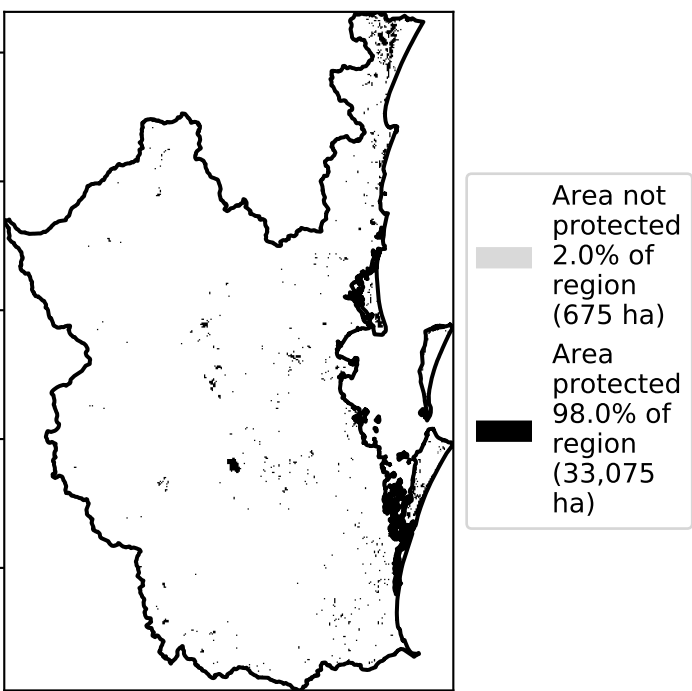 Area not
protected
2.0% of
region
(675 ha)
Area
protected
98.0% of
region
(33,075
ha)